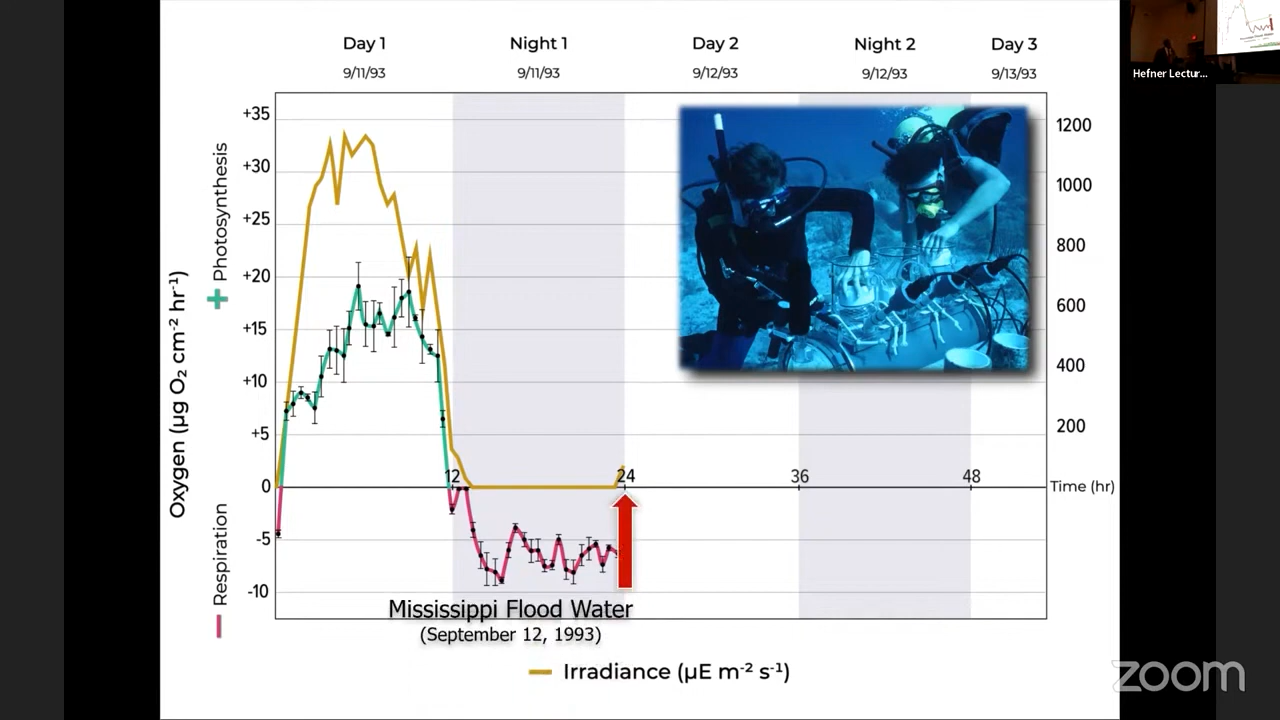 Day 1
Night 1
Day 2
Night 2
Day 3
9/11/93
9/11/93
9/12/93
9/12/93
9/13/93
Hefner Lectur...
Oxygen (µg O₂ cm⁻² hr⁻¹)
+ Photosynthesis
— Respiration
+35
+30
+25
+20
+15
+10
+5
0
-5
-10
1200
1000
800
600
400
200
12
24
36
48
Time (hr)
Mississippi Flood Water
(September 12, 1993)
Irradiance (µE m⁻² s⁻¹)
zoom